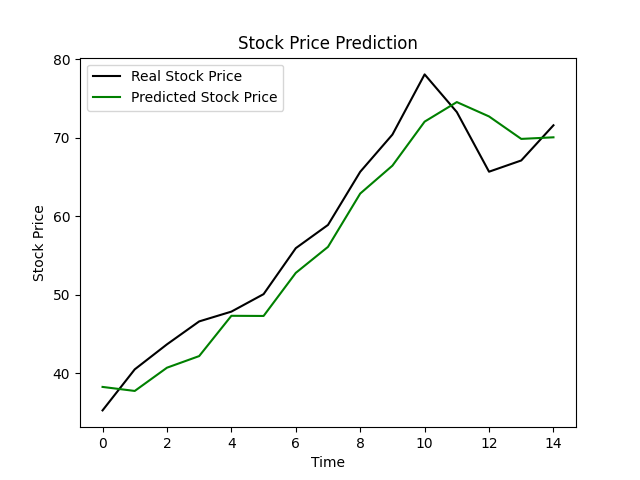 Stock Price Prediction
Real Stock Price
Predicted Stock Price
80
70
60
50
40
Stock Price
0 2 4 6 8 10 12 14
Time